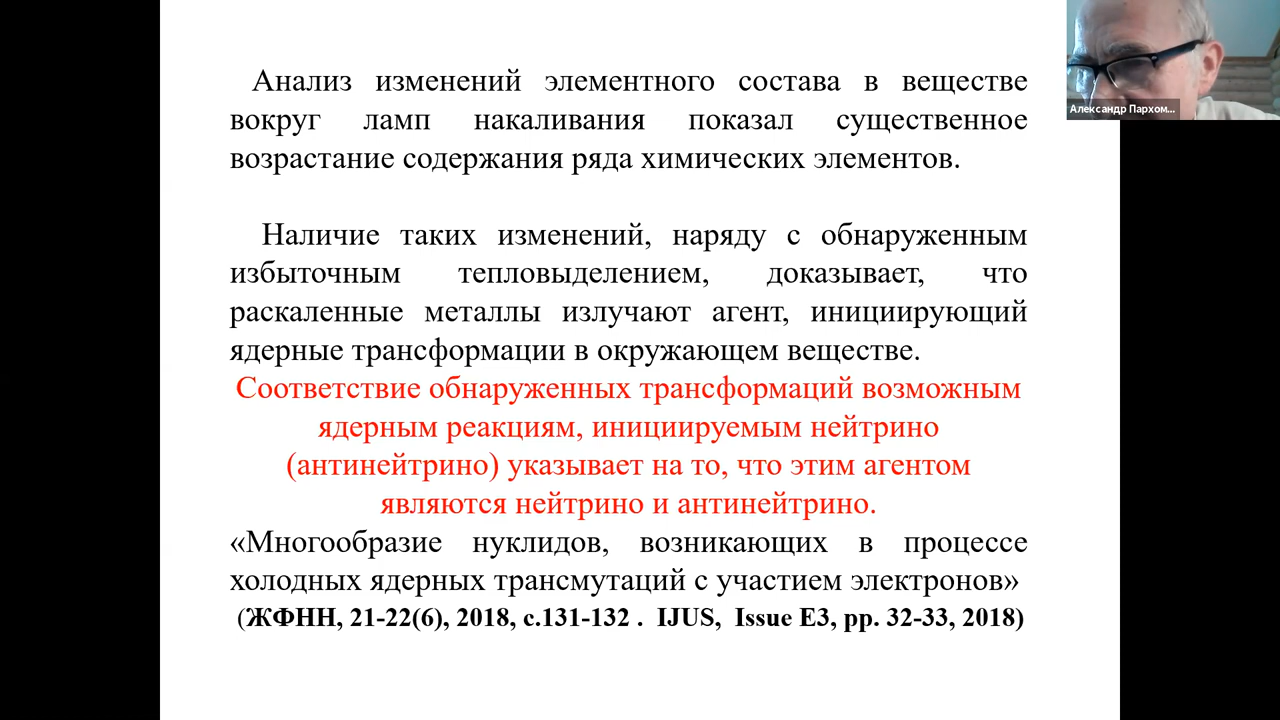 Анализ изменений элементного состава в веществе
вокруг ламп накаливания показал существенное
возрастание содержания ряда химических элементов.
Наличие таких изменений, наряду с обнаруженным
избыточным тепловыделением, доказывает, что
раскаленные металлы излучают агент, инициирующий
ядерные трансформации в окружающем веществе.
Соответствие обнаруженных трансформаций возможным
ядерным реакциям, инициируемым нейтрино
(антинейтрино) указывает на то, что этим агентом
являются нейтрино и антинейтрино.
«Многообразие нуклидов, возникающих в процессе
холодных ядерных трансмутаций с участием электронов»
(ЖФНН, 21-22(6), 2018, с.131-132 . IJUS, Issue E3, pp. 32-33, 2018)
Александр Пархом...